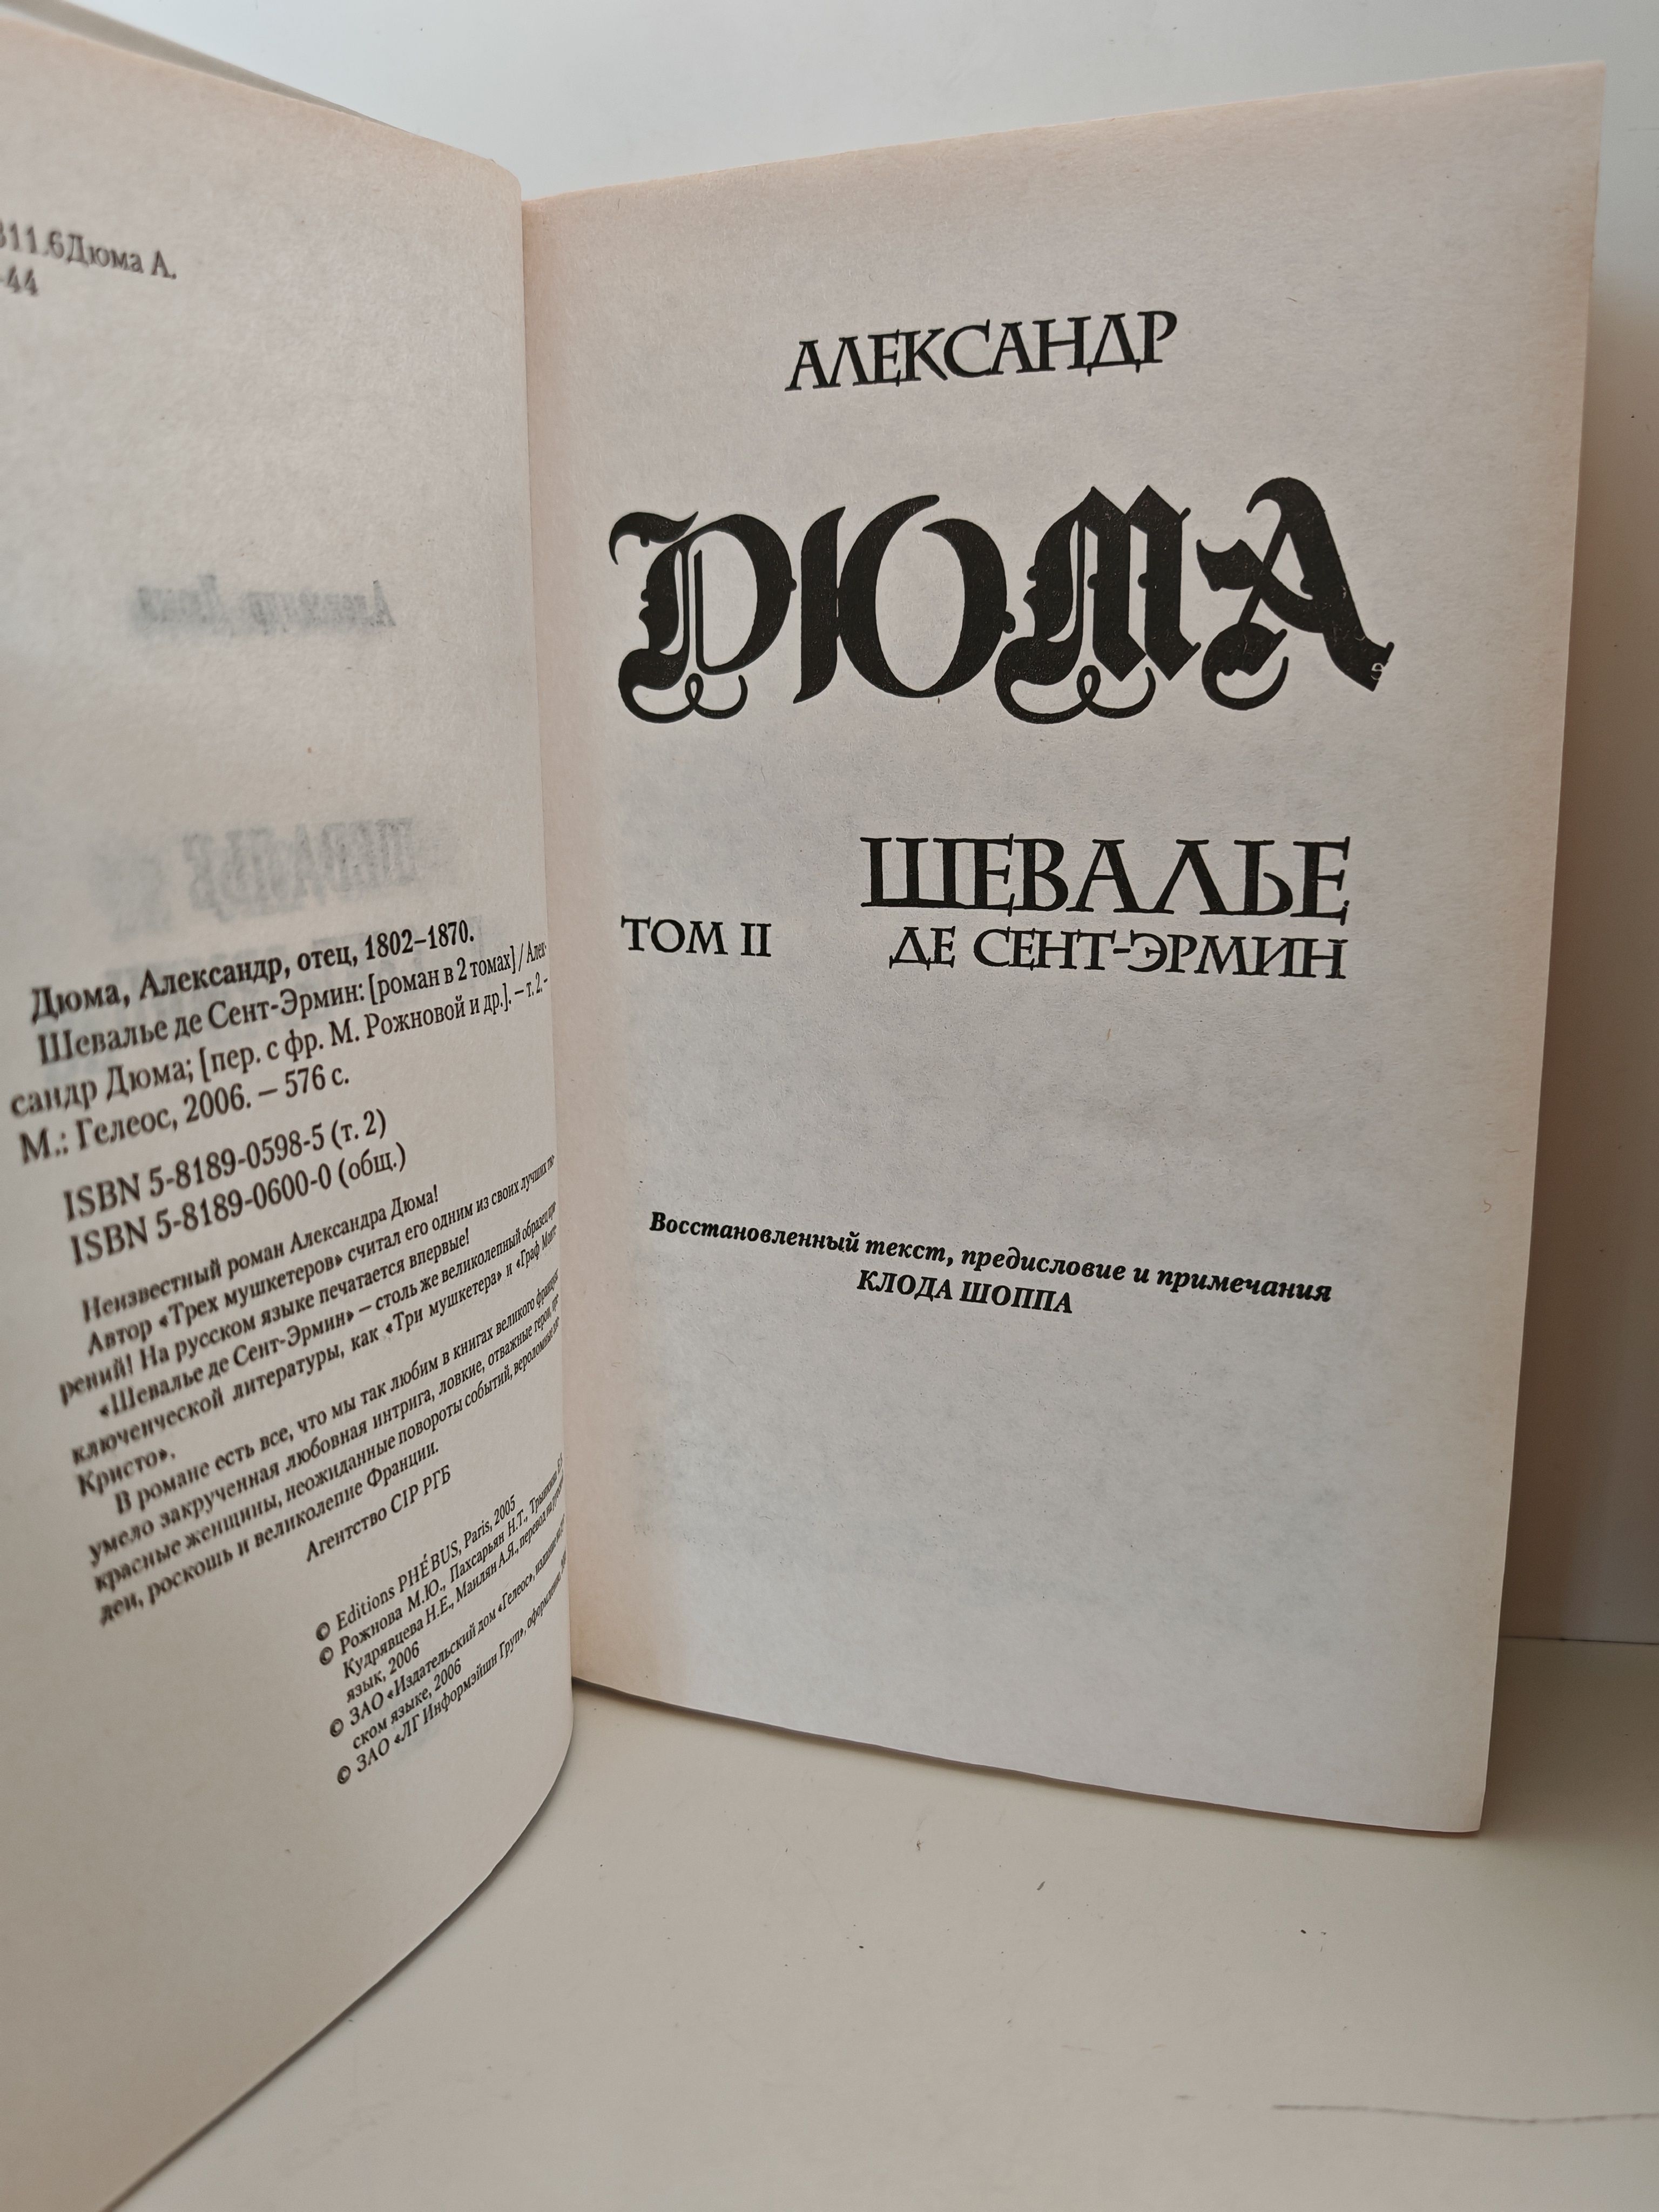 311.6Дюма А.
-44
Дюма, Александр, отец, 1802–1870.
Шевалье де Сент-Эрмин: [роман в 2 томах] / Алек-
сандр Дюма; [пер. с фр. М. Рожновой и др.]. – т. 2. –
М.: Гелеос, 2006. – 576 с.
ISBN 5-8189-0598-5 (т. 2)
ISBN 5-8189-0600-0 (общ.)
Неизвестный роман Александра Дюма!
Автор «Трех мушкетеров» считал его одним из своих лучших
рений! На русском языке печатается впервые!
«Шевалье де Сент-Эрмин» – столь же великолепный образец
ключенческой литературы, как «Три мушкетера» и «Граф Монте-
Кристо».
В романе есть все, что мы так любим в книгах великого
умело закрученная любовная интрига, ловкие, отважные герои,
красные женщины, неожиданные повороты событий, вероломные
деи, роскошь и великолепие Франции.
Агентство CIP РГБ
© Editions PHÉBUS, Paris, 2005
© Рожнова М.Ю., Пахсарьян Н.Т.,
Кудрявцева Н.Е., Маилян А.Я., перевод на
язык, 2006
© ЗАО «Издательский дом «Гелеос», издание
ском языке, 2006
© ЗАО «ЛГ Информэйшн Груп», оформление,
АЛЕКСАНДР
ДЮМА
ШЕВАЛЬЕ
ТОМ II ДЕ СЕНТ-ЭРМИН
Восстановленный текст, предисловие и примечания
КЛОДА ШОППА